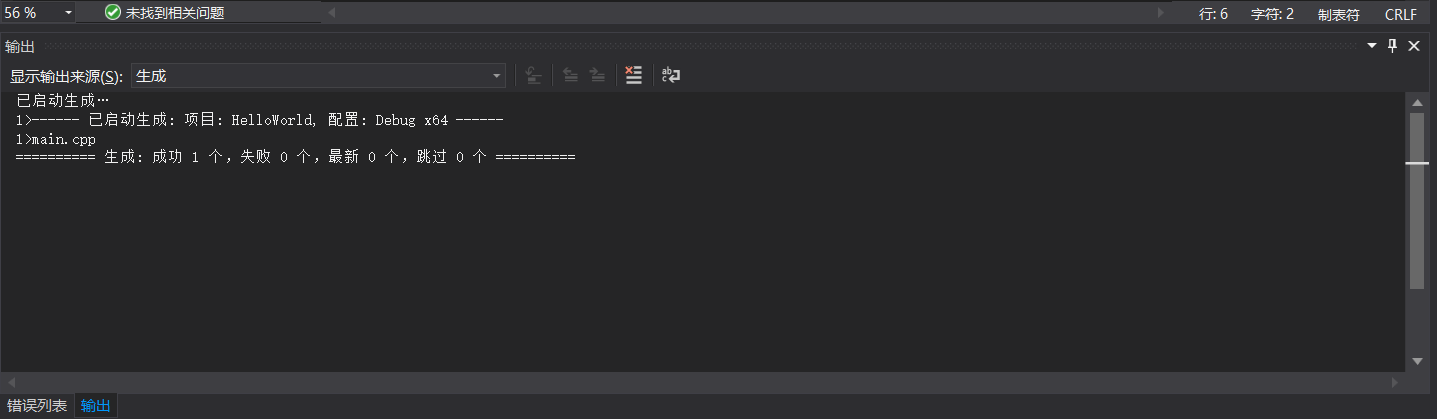 56 %
未找到相关问题
行: 6
字符: 2
制表符
CRLF
输出
显示输出来源(S):
生成
已启动生成…
1>------ 已启动生成: 项目: HelloWorld, 配置: Debug x64 ------
1>main.cpp
========== 生成: 成功 1 个，失败 0 个，最新 0 个，跳过 0 个 ==========
错误列表
输出